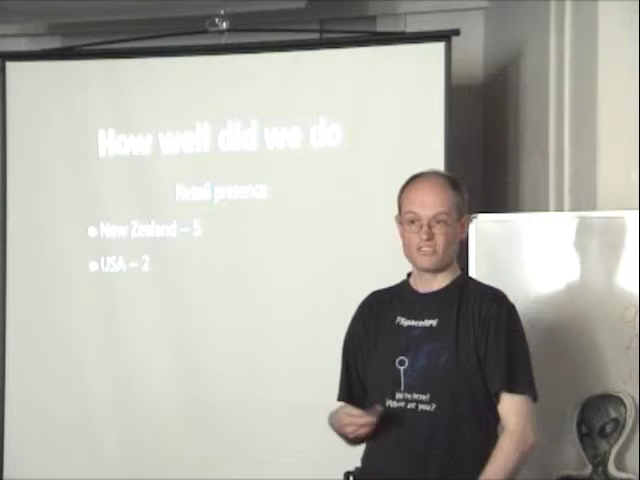 How well did we do
Retail presence
New Zealand – 5
USA – 2
We're here!
Where are you?